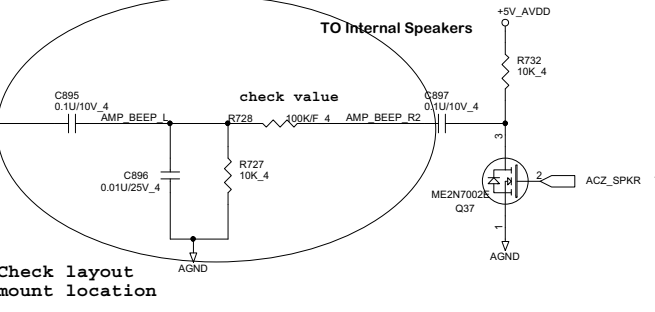 +5V_AVDD
TO Internal Speakers
R732
10K_4
C895
0.1U/10V_4
check value
C897
0.1U/10V_4
AMP_BEEP_L
R728
100K/F_4
AMP_BEEP_R2
3
C896
0.01U/25V_4
R727
10K_4
2
ACZ_SPKR
ME2N7002E
Q37
1
AGND
AGND
Check layout
mount location